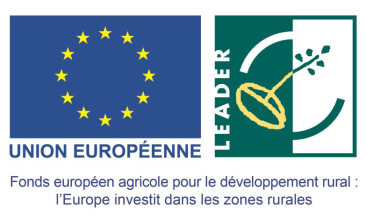 UNION EUROPÉENNE
LEADER
Fonds européen agricole pour le développement rural :
l'Europe investit dans les zones rurales